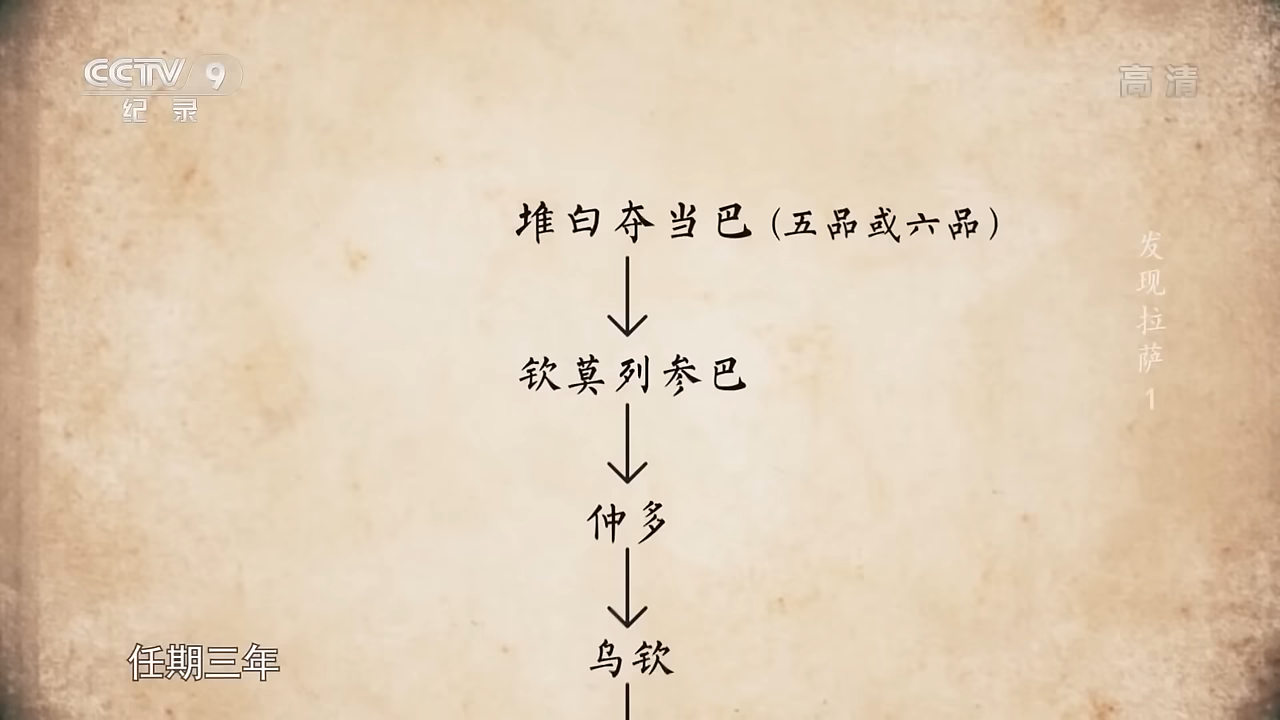 CCTV 9
纪录
高清
堆白夺当巴(五品或六品)
钦莫列参巴
仲多
乌钦
发现拉萨1
任期三年